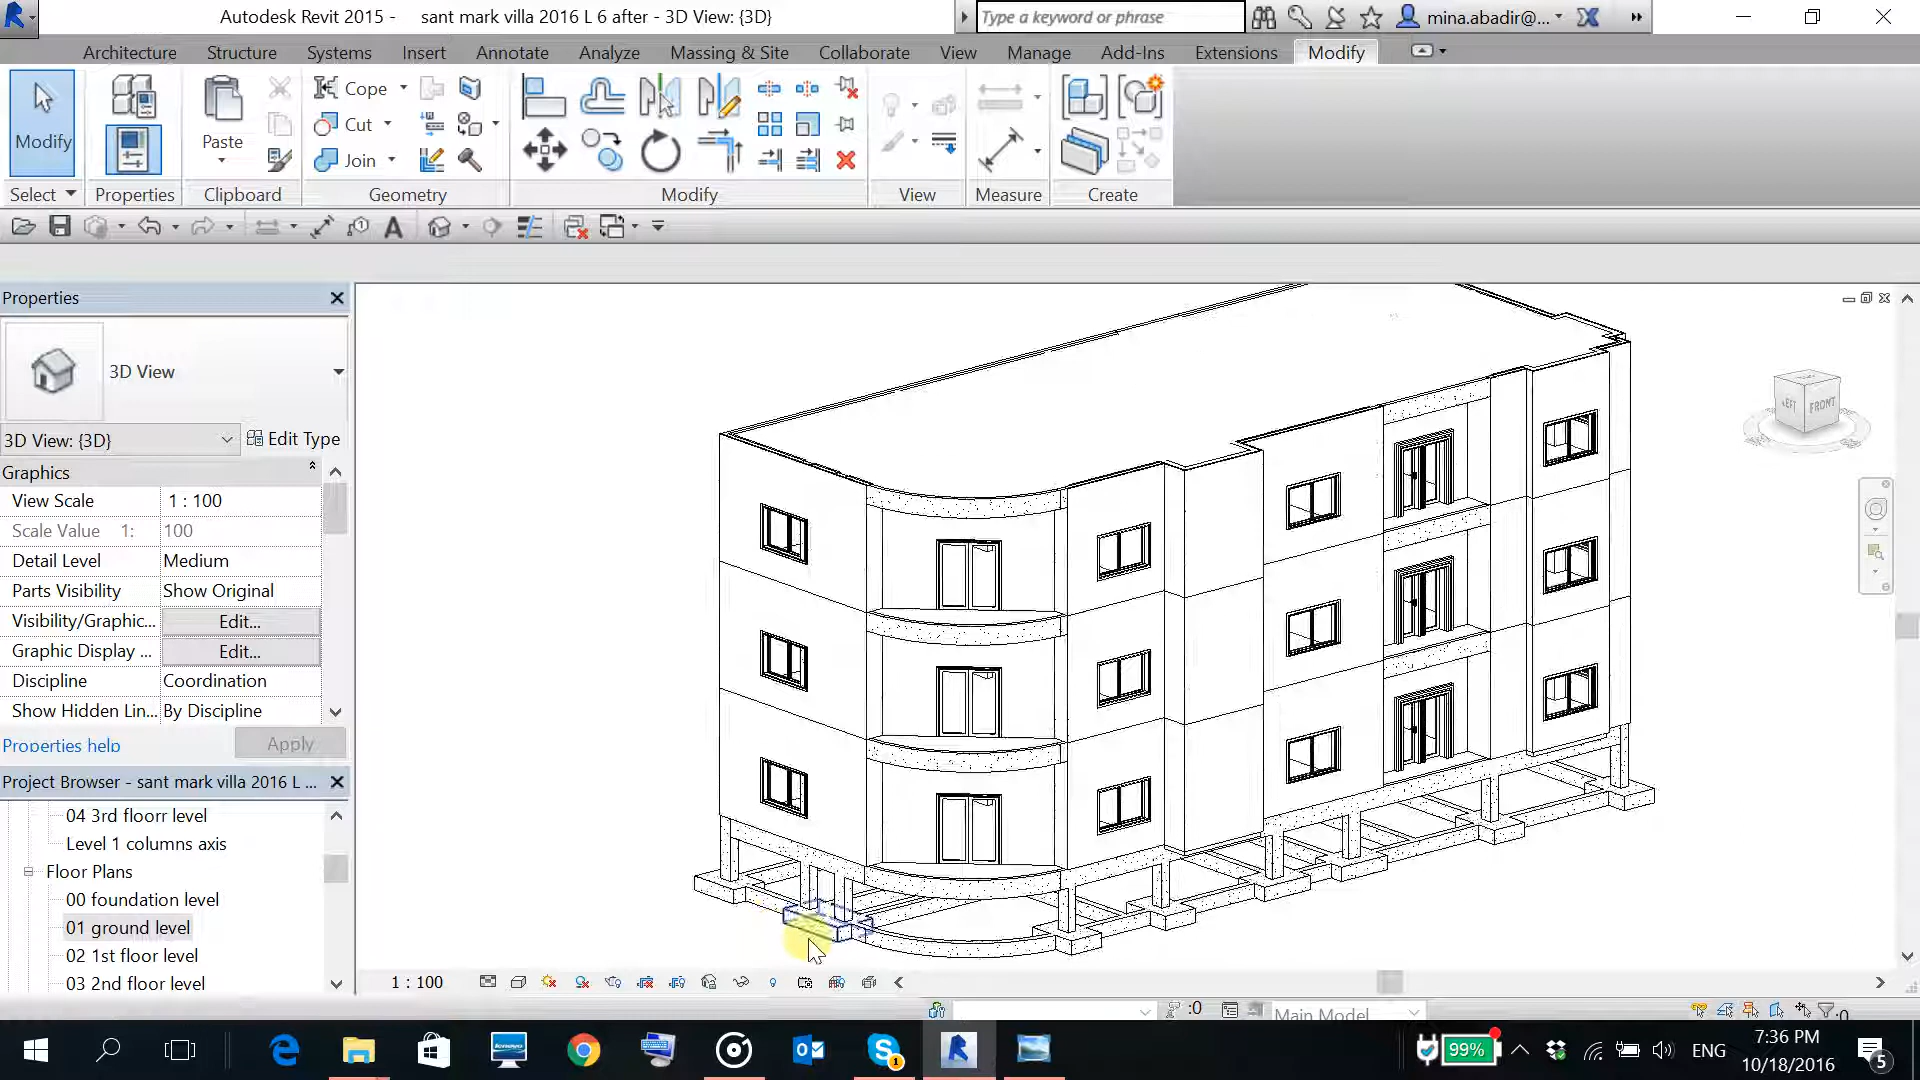 Autodesk Revit 2015 - sant mark villa 2016 L 6 after - 3D View: {3D}
Type a keyword or phrase
mina.abadir@...
Architecture Structure Systems Insert Annotate Analyze Massing & Site Collaborate View Manage Add-Ins Extensions Modify
Modify
Paste
Cope
Cut
Join
Select Properties Clipboard Geometry Modify View Measure Create
A
Properties
3D View
3D View: {3D}
Edit Type
Graphics
View Scale 1 : 100
Scale Value 1: 100
Detail Level Medium
Parts Visibility Show Original
Visibility/Graphic... Edit...
Graphic Display ... Edit...
Discipline Coordination
Show Hidden Lin... By Discipline
Properties help
Apply
Project Browser - sant mark villa 2016 L ...
04 3rd floorr level
Level 1 columns axis
Floor Plans
00 foundation level
01 ground level
02 1st floor level
03 2nd floor level
LEFT FRONT
1 : 100
:0
Main Model
:0
lenovo
1
99%
ENG
7:36 PM
10/18/2016
5